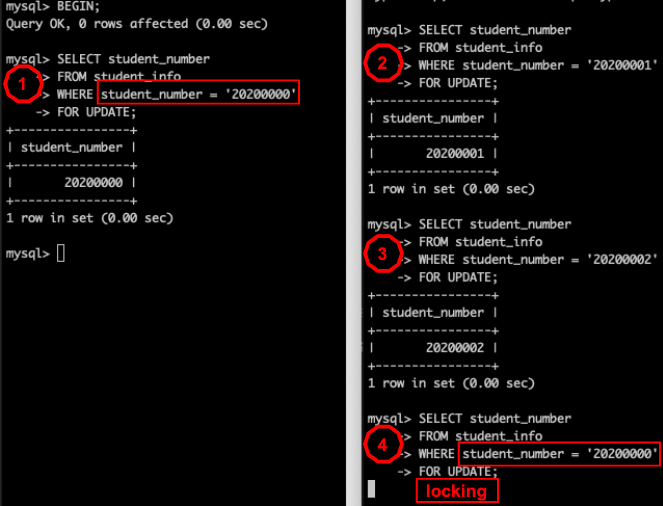 mysql> BEGIN;
Query OK, 0 rows affected (0.00 sec)
mysql> SELECT student_number
1 -> FROM student_info
-> WHERE student_number = '20200000'
-> FOR UPDATE;
+----------------+
| student_number |
+----------------+
|       20200000 |
+----------------+
1 row in set (0.00 sec)
mysql>
mysql> SELECT student_number
-> FROM student_info
2 -> WHERE student_number = '20200001'
-> FOR UPDATE;
+----------------+
| student_number |
+----------------+
|       20200001 |
+----------------+
1 row in set (0.00 sec)
mysql> SELECT student_number
-> FROM student_info
3 -> WHERE student_number = '20200002'
-> FOR UPDATE;
+----------------+
| student_number |
+----------------+
|       20200002 |
+----------------+
1 row in set (0.00 sec)
mysql> SELECT student_number
4 -> FROM student_info
-> WHERE student_number = '20200000'
-> FOR UPDATE;
locking